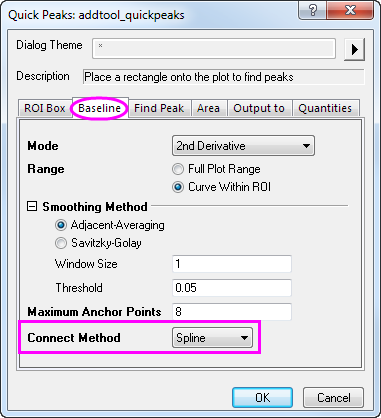 Quick Peaks: addtool_quickpeaks
Dialog Theme *
Description Place a rectangle onto the plot to find peaks
ROI Box Baseline Find Peak Area Output to Quantities
Mode 2nd Derivative
Range Full Plot Range
Curve Within ROI
Smoothing Method
Adjacent-Averaging
Savitzky-Golay
Window Size 1
Threshold 0.05
Maximum Anchor Points 8
Connect Method Spline
OK Cancel